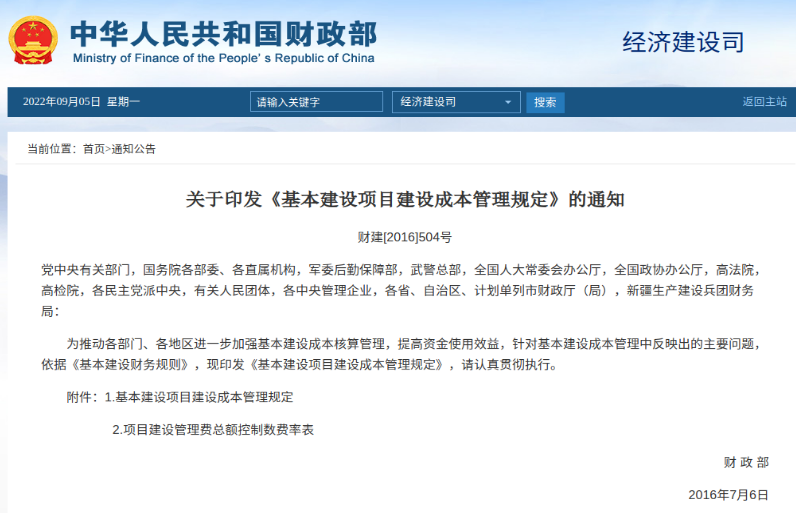 中华人民共和国财政部
Ministry of Finance of the People’s Republic of China
经济建设司
2022年09月05日 星期一
请输入关键字
经济建设司
搜索
返回主站
当前位置：首页>通知公告
关于印发《基本建设项目建设成本管理规定》的通知
财建[2016]504号
党中央有关部门，国务院各部委、各直属机构，军委后勤保障部，武警总部，全国人大常委会办公厅，全国政协办公厅，高法院，
高检院，各民主党派中央，有关人民团体，各中央管理企业，各省、自治区、计划单列市财政厅（局），新疆生产建设兵团财务
局：
为推动各部门、各地区进一步加强基本建设成本核算管理，提高资金使用效益，针对基本建设成本管理中反映出的主要问题，
依据《基本建设财务规则》，现印发《基本建设项目建设成本管理规定》，请认真贯彻执行。
附件：1.基本建设项目建设成本管理规定
2.项目建设管理费总额控制数费率表
财 政 部
2016年7月6日